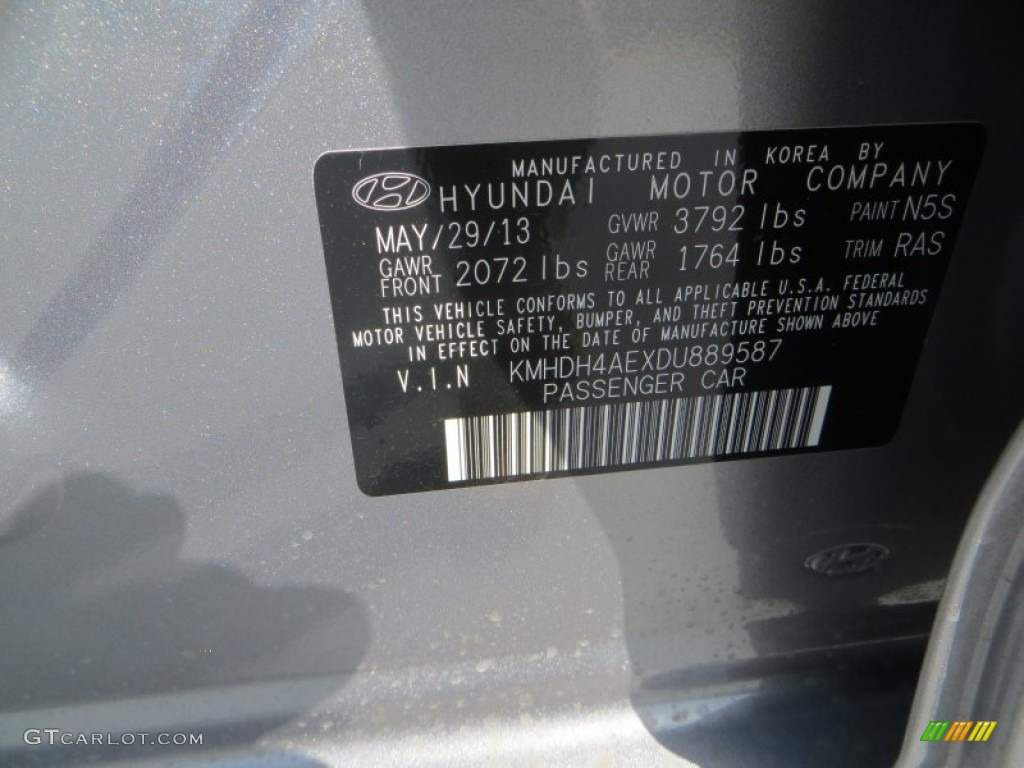 MANUFACTURED IN KOREA BY
HYUNDAI MOTOR COMPANY
MAY/29/13 GVWR 3792 lbs PAINT N5S
GAWR FRONT 2072 lbs GAWR REAR 1764 lbs TRIM RAS
THIS VEHICLE CONFORMS TO ALL APPLICABLE U.S.A. FEDERAL
MOTOR VEHICLE SAFETY, BUMPER, AND THEFT PREVENTION STANDARDS
IN EFFECT ON THE DATE OF MANUFACTURE SHOWN ABOVE
V.I.N KMHDH4AEXDU889587
PASSENGER CAR
GTCARLOT.COM